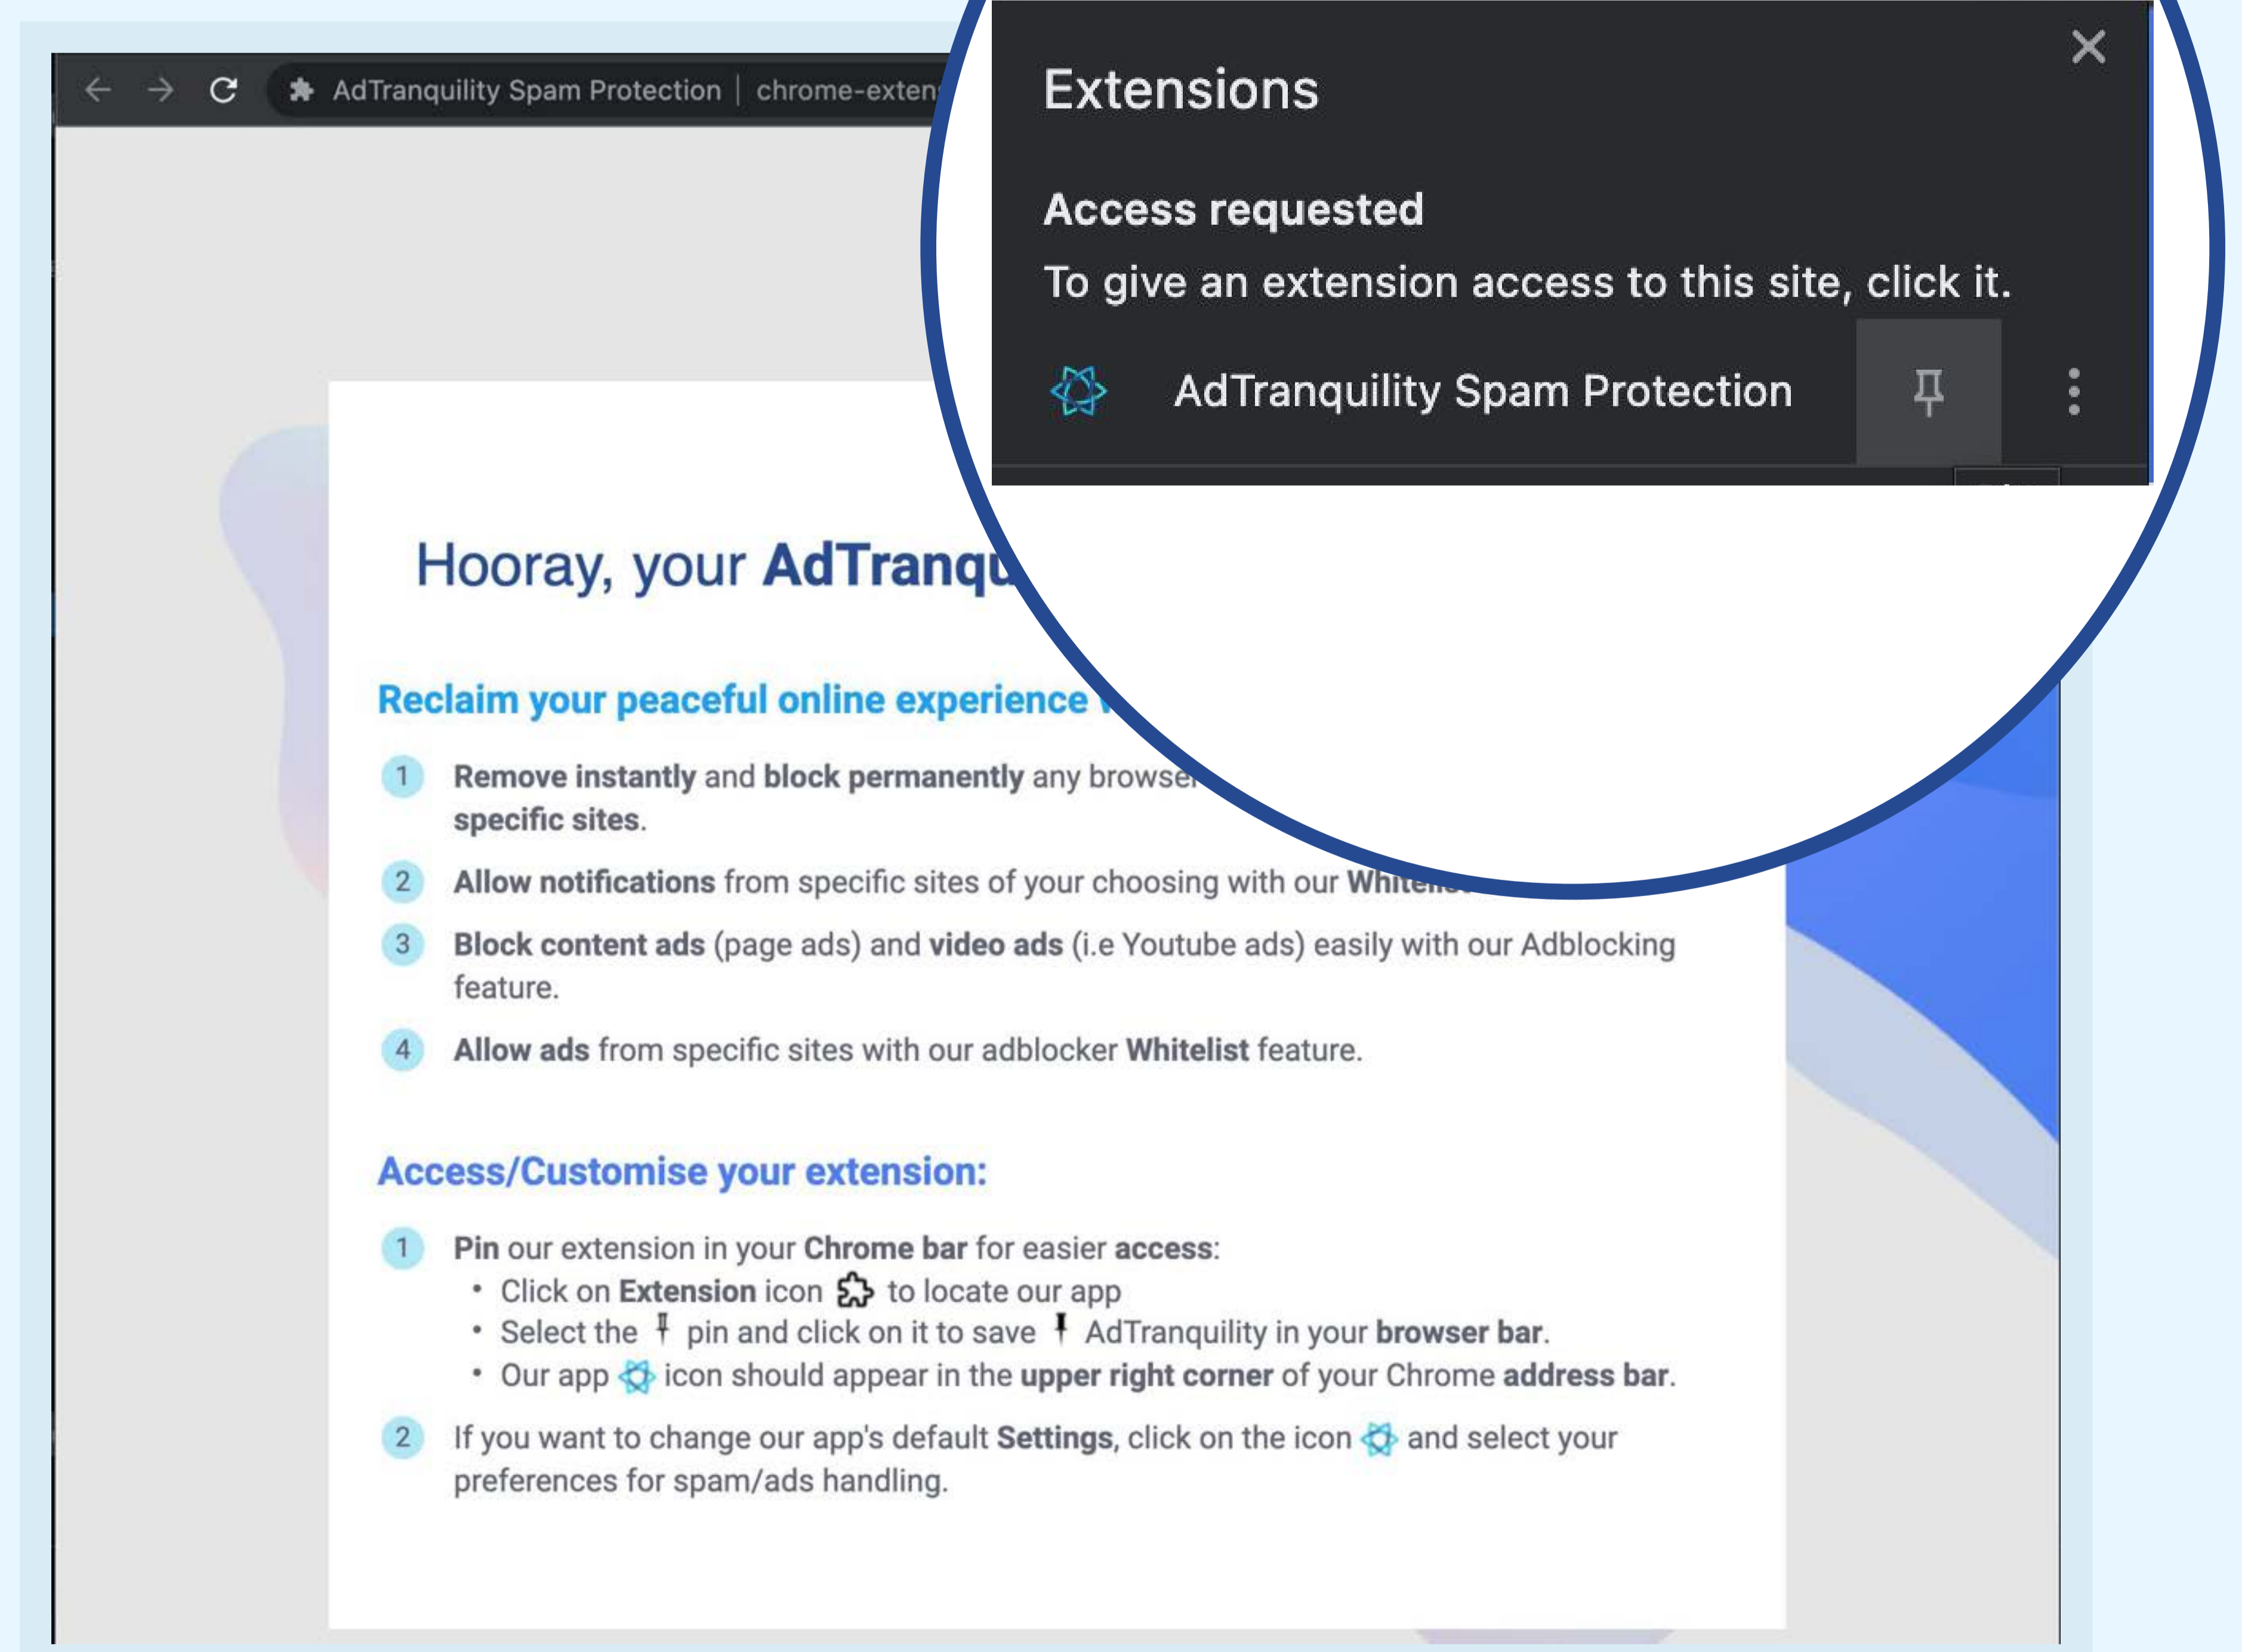 AdTranquility Spam Protection | chrome-exten
Extensions
Access requested
To give an extension access to this site, click it.
AdTranquility Spam Protection
Hooray, your AdTranqu
Reclaim your peaceful online experience
1 Remove instantly and block permanently any browser
specific sites.
2 Allow notifications from specific sites of your choosing with our Whitelist
3 Block content ads (page ads) and video ads (i.e Youtube ads) easily with our Adblocking
feature.
4 Allow ads from specific sites with our adblocker Whitelist feature.
Access/Customise your extension:
1 Pin our extension in your Chrome bar for easier access:
• Click on Extension icon to locate our app
• Select the pin and click on it to save AdTranquility in your browser bar.
• Our app icon should appear in the upper right corner of your Chrome address bar.
2 If you want to change our app's default Settings, click on the icon and select your
preferences for spam/ads handling.